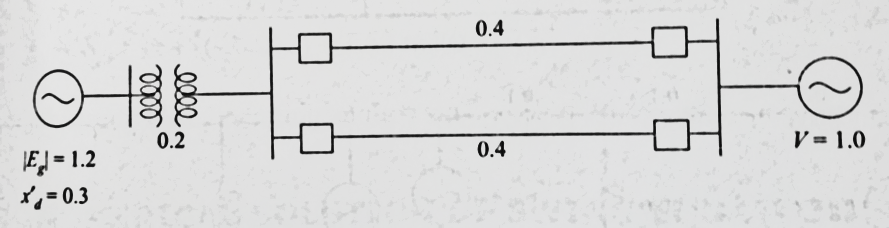 0.4
0.2
0.4
|E_g| = 1.2
V = 1.0
x'_d = 0.3